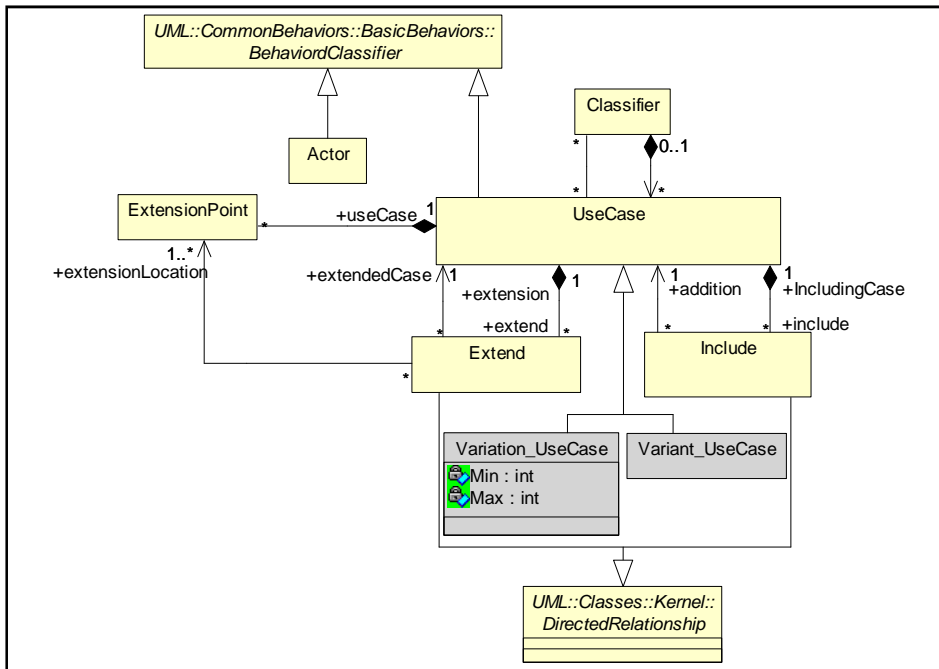 UML::CommonBehaviors::BasicBehaviors::
BehaviordClassifier
Classifier
Actor
* 0..1
* *
ExtensionPoint
* +useCase 1
UseCase
1..*
+extensionLocation
+extendedCase 1
+extension 1
1 +addition
1
+IncludingCase
* +extend *
* * +include
Extend
*
Include
Variation_UseCase
Min : int
Max : int
Variant_UseCase
UML::Classes::Kernel::
DirectedRelationship